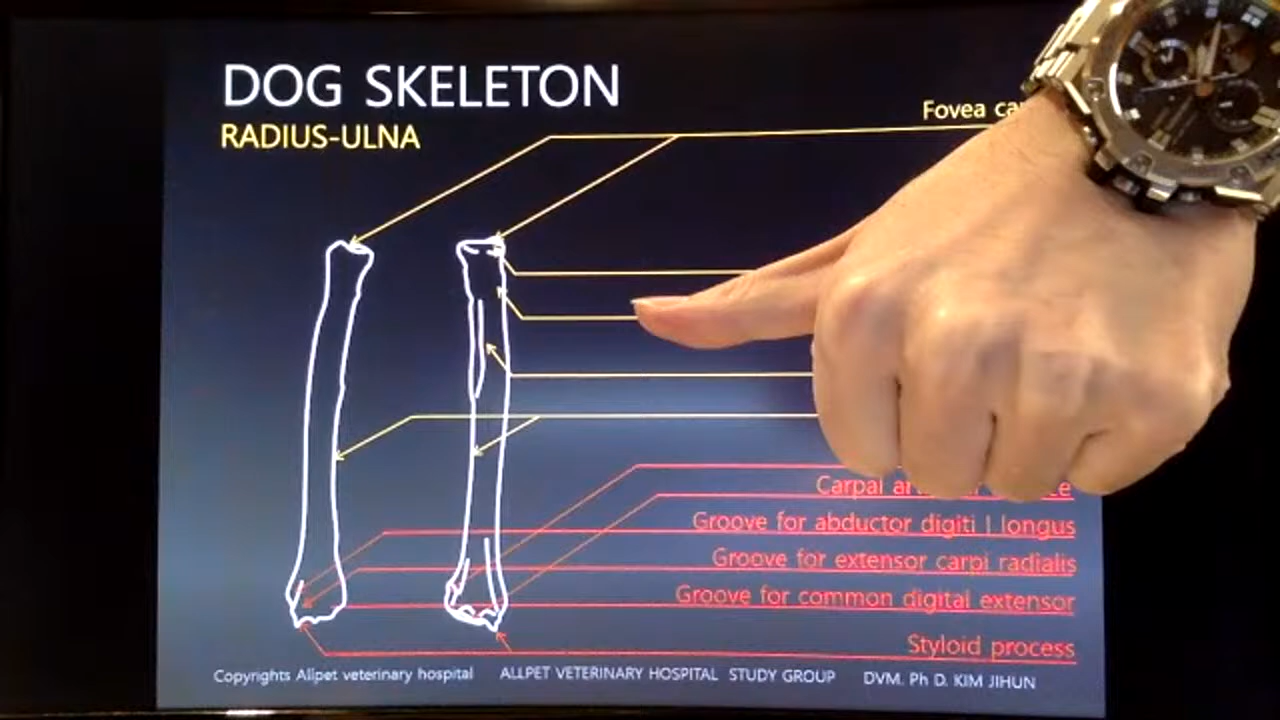 DOG SKELETON
RADIUS-ULNA
Fovea
Carpal
Groove for abductor digiti I longus
Groove for extensor carpi radialis
Groove for common digital extensor
Styloid process
Copyrights Allpet veterinary hospital ALLPET VETERINARY HOSPITAL STUDY GROUP DVM. Ph D. KIM JIHUN